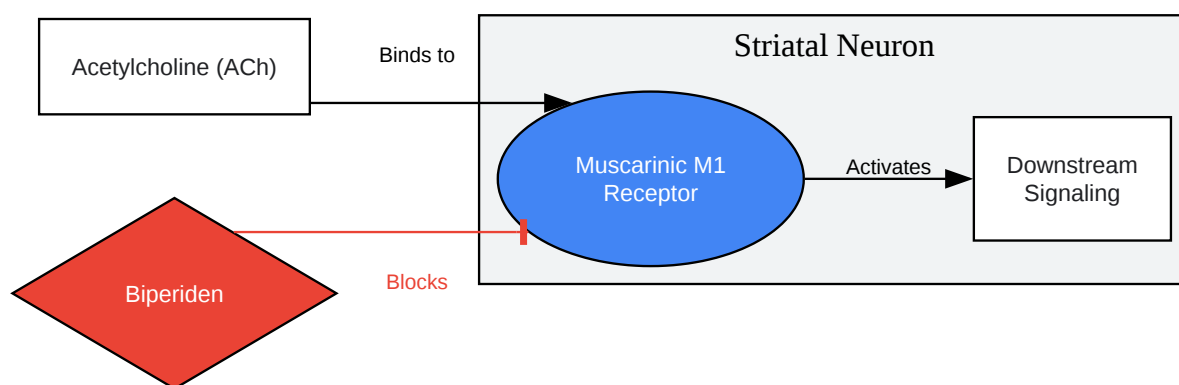 Striatal Neuron
Acetylcholine (ACh)
Binds to
Muscarinic M1
Receptor
Activates
Downstream
Signaling
Biperiden
Blocks